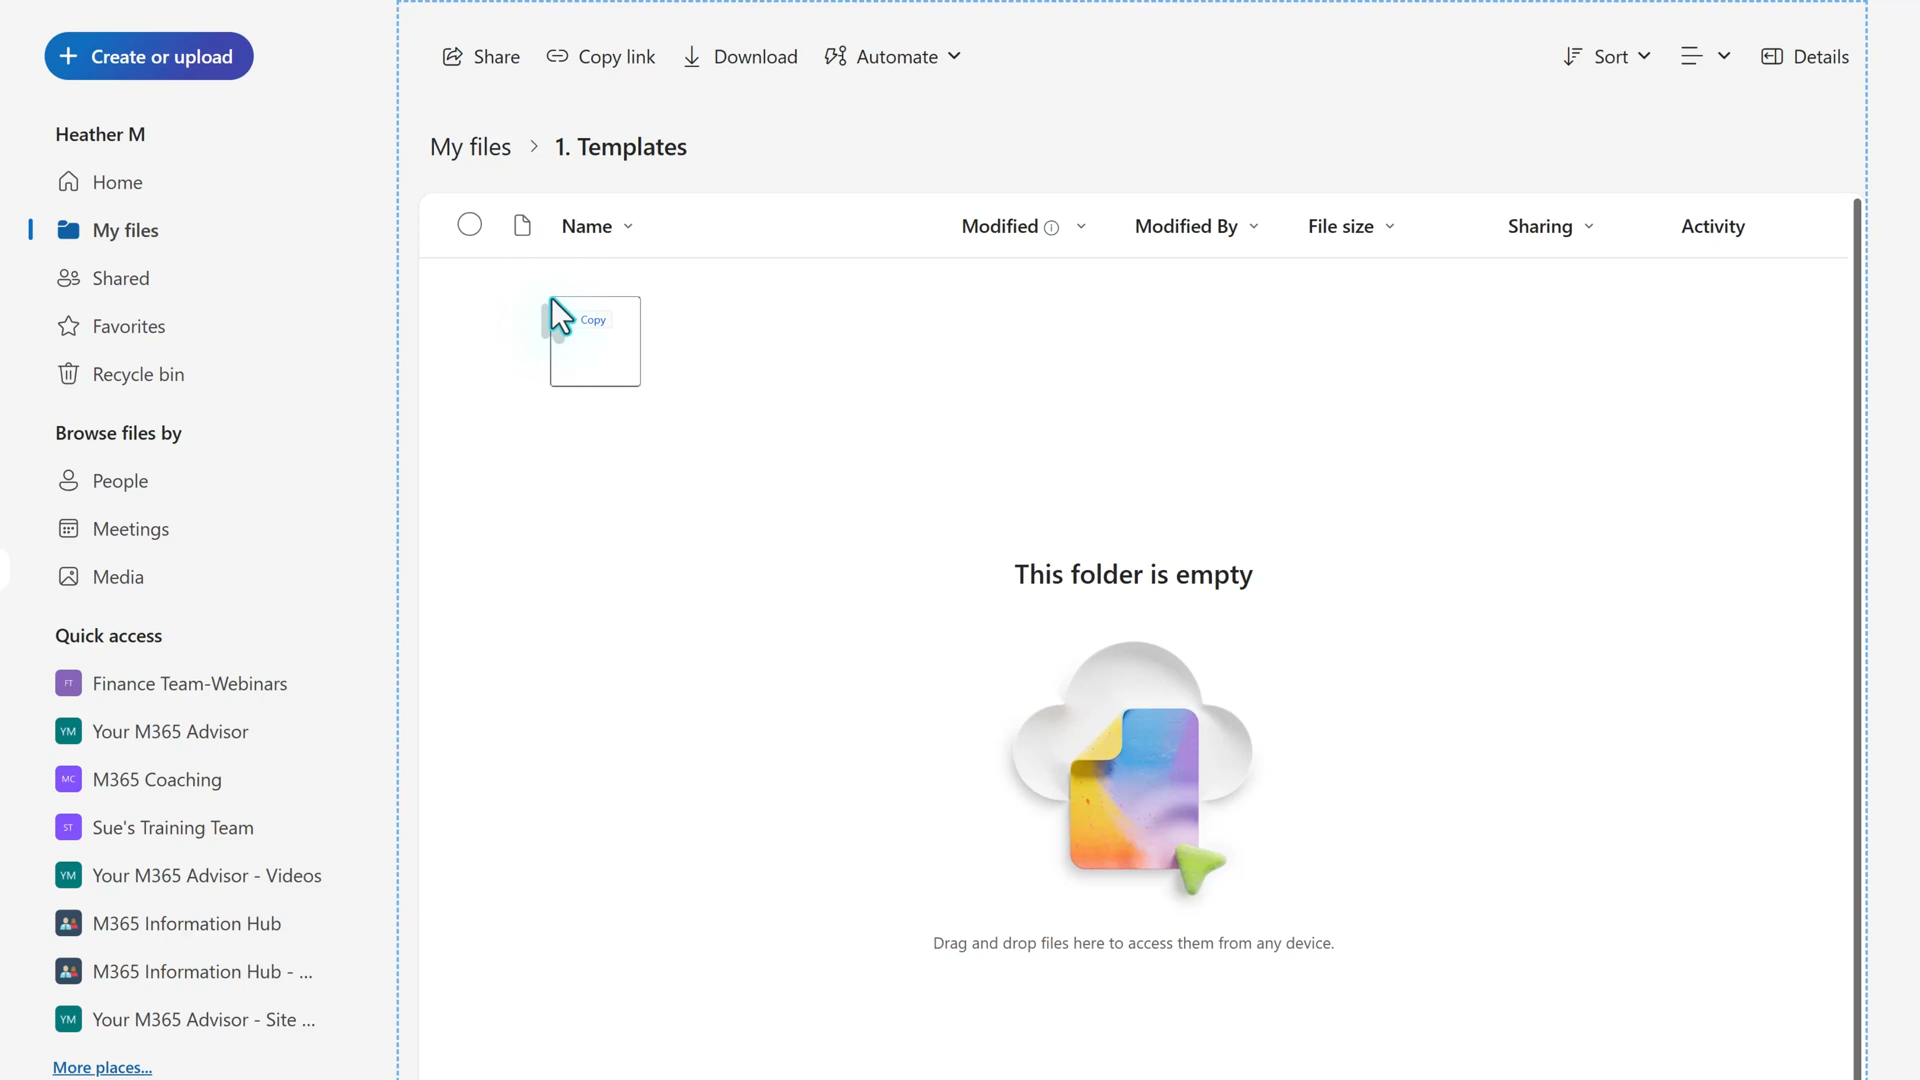 Create or upload
Share
Copy link
Download
Automate
Sort
Details
Heather M
Home
My files
Shared
Favorites
Recycle bin
Browse files by
People
Meetings
Media
Quick access
FT Finance Team-Webinars
YM Your M365 Advisor
MC M365 Coaching
ST Sue's Training Team
YM Your M365 Advisor - Videos
M365 Information Hub
M365 Information Hub - ...
YM Your M365 Advisor - Site ...
More places...
My files > 1. Templates
Name Modified Modified By File size Sharing Activity
Copy
This folder is empty
Drag and drop files here to access them from any device.